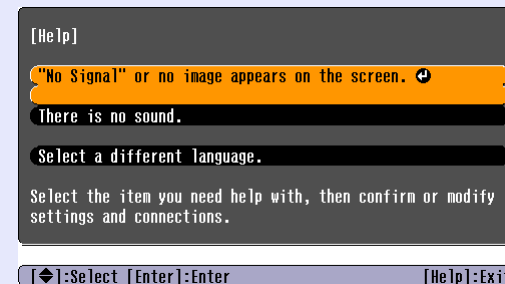 [Help]
"No Signal" or no image appears on the screen.
There is no sound.
Select a different language.
Select the item you need help with, then confirm or modify
settings and connections.
[◆]:Select [Enter]:Enter [Help]:Exit